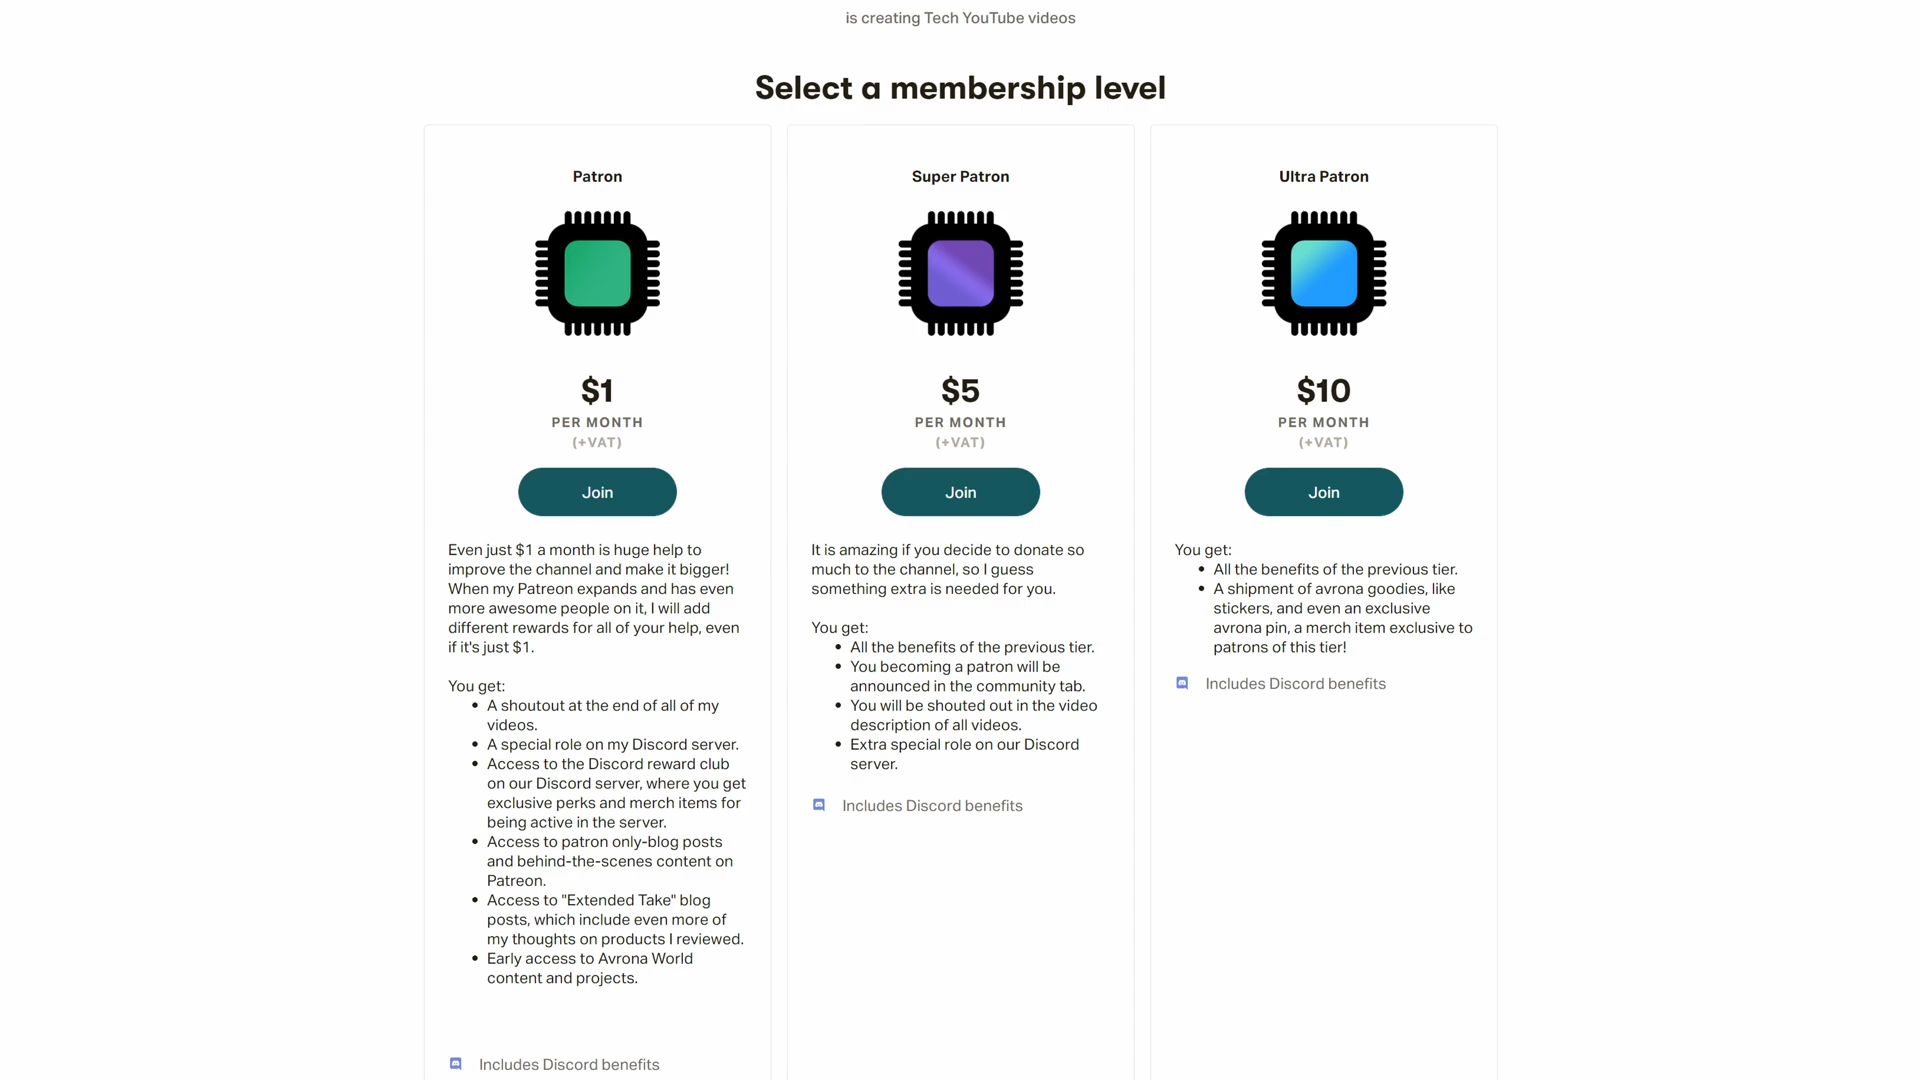 is creating Tech YouTube videos
Select a membership level
Patron
$1
PER MONTH
(+VAT)
Join
Even just $1 a month is huge help to
improve the channel and make it bigger!
When my Patreon expands and has even
more awesome people on it, I will add
different rewards for all of your help, even
if it's just $1.
You get:
• A shoutout at the end of all of my
videos.
• A special role on my Discord server.
• Access to the Discord reward club
on our Discord server, where you get
exclusive perks and merch items for
being active in the server.
• Access to patron only-blog posts
and behind-the-scenes content on
Patreon.
• Access to "Extended Take" blog
posts, which include even more of
my thoughts on products I reviewed.
• Early access to Avrona World
content and projects.
Includes Discord benefits
Super Patron
$5
PER MONTH
(+VAT)
Join
It is amazing if you decide to donate so
much to the channel, so I guess
something extra is needed for you.
You get:
• All the benefits of the previous tier.
• You becoming a patron will be
announced in the community tab.
• You will be shouted out in the video
description of all videos.
• Extra special role on our Discord
server.
Includes Discord benefits
Ultra Patron
$10
PER MONTH
(+VAT)
Join
You get:
• All the benefits of the previous tier.
• A shipment of avrona goodies, like
stickers, and even an exclusive
avrona pin, a merch item exclusive to
patrons of this tier!
Includes Discord benefits